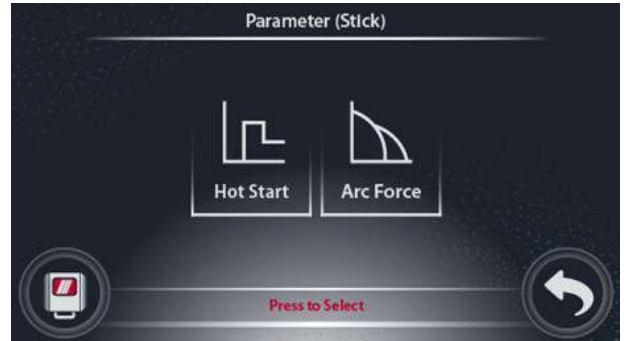 Parameter (Stick)
Hot Start
Arc Force
Press to Select